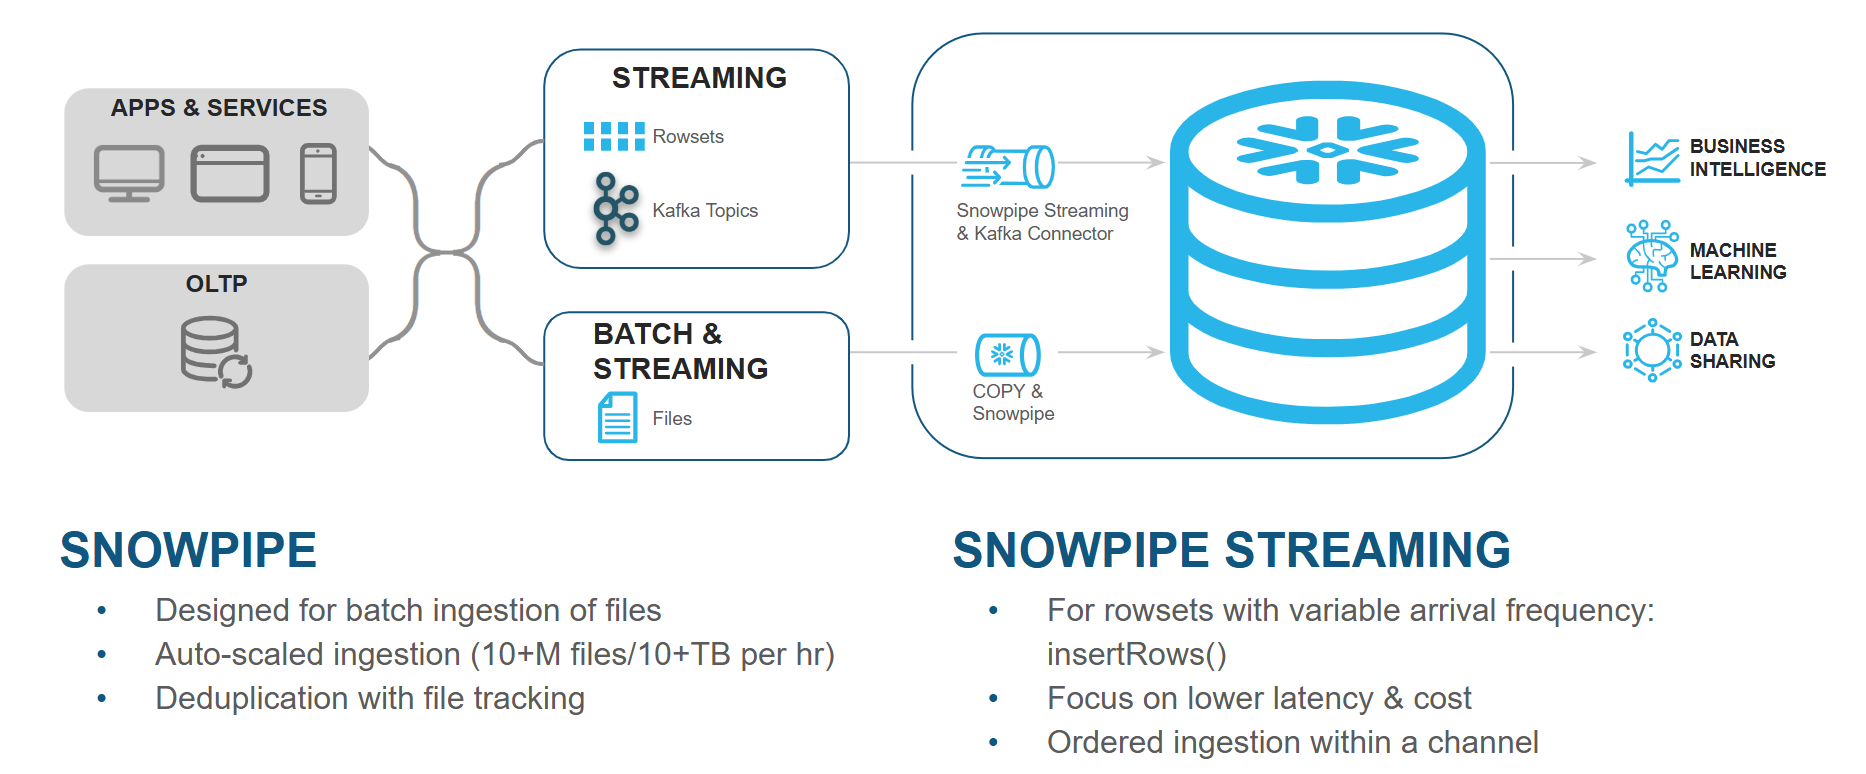 APPS & SERVICES
OLTP
STREAMING
Rowsets
Kafka Topics
BATCH &
STREAMING
Files
Snowpipe Streaming
& Kafka Connector
COPY &
Snowpipe
BUSINESS
INTELLIGENCE
MACHINE
LEARNING
DATA
SHARING
SNOWPIPE
• Designed for batch ingestion of files
• Auto-scaled ingestion (10+M files/10+TB per hr)
• Deduplication with file tracking
SNOWPIPE STREAMING
• For rowsets with variable arrival frequency:
insertRows()
• Focus on lower latency & cost
• Ordered ingestion within a channel